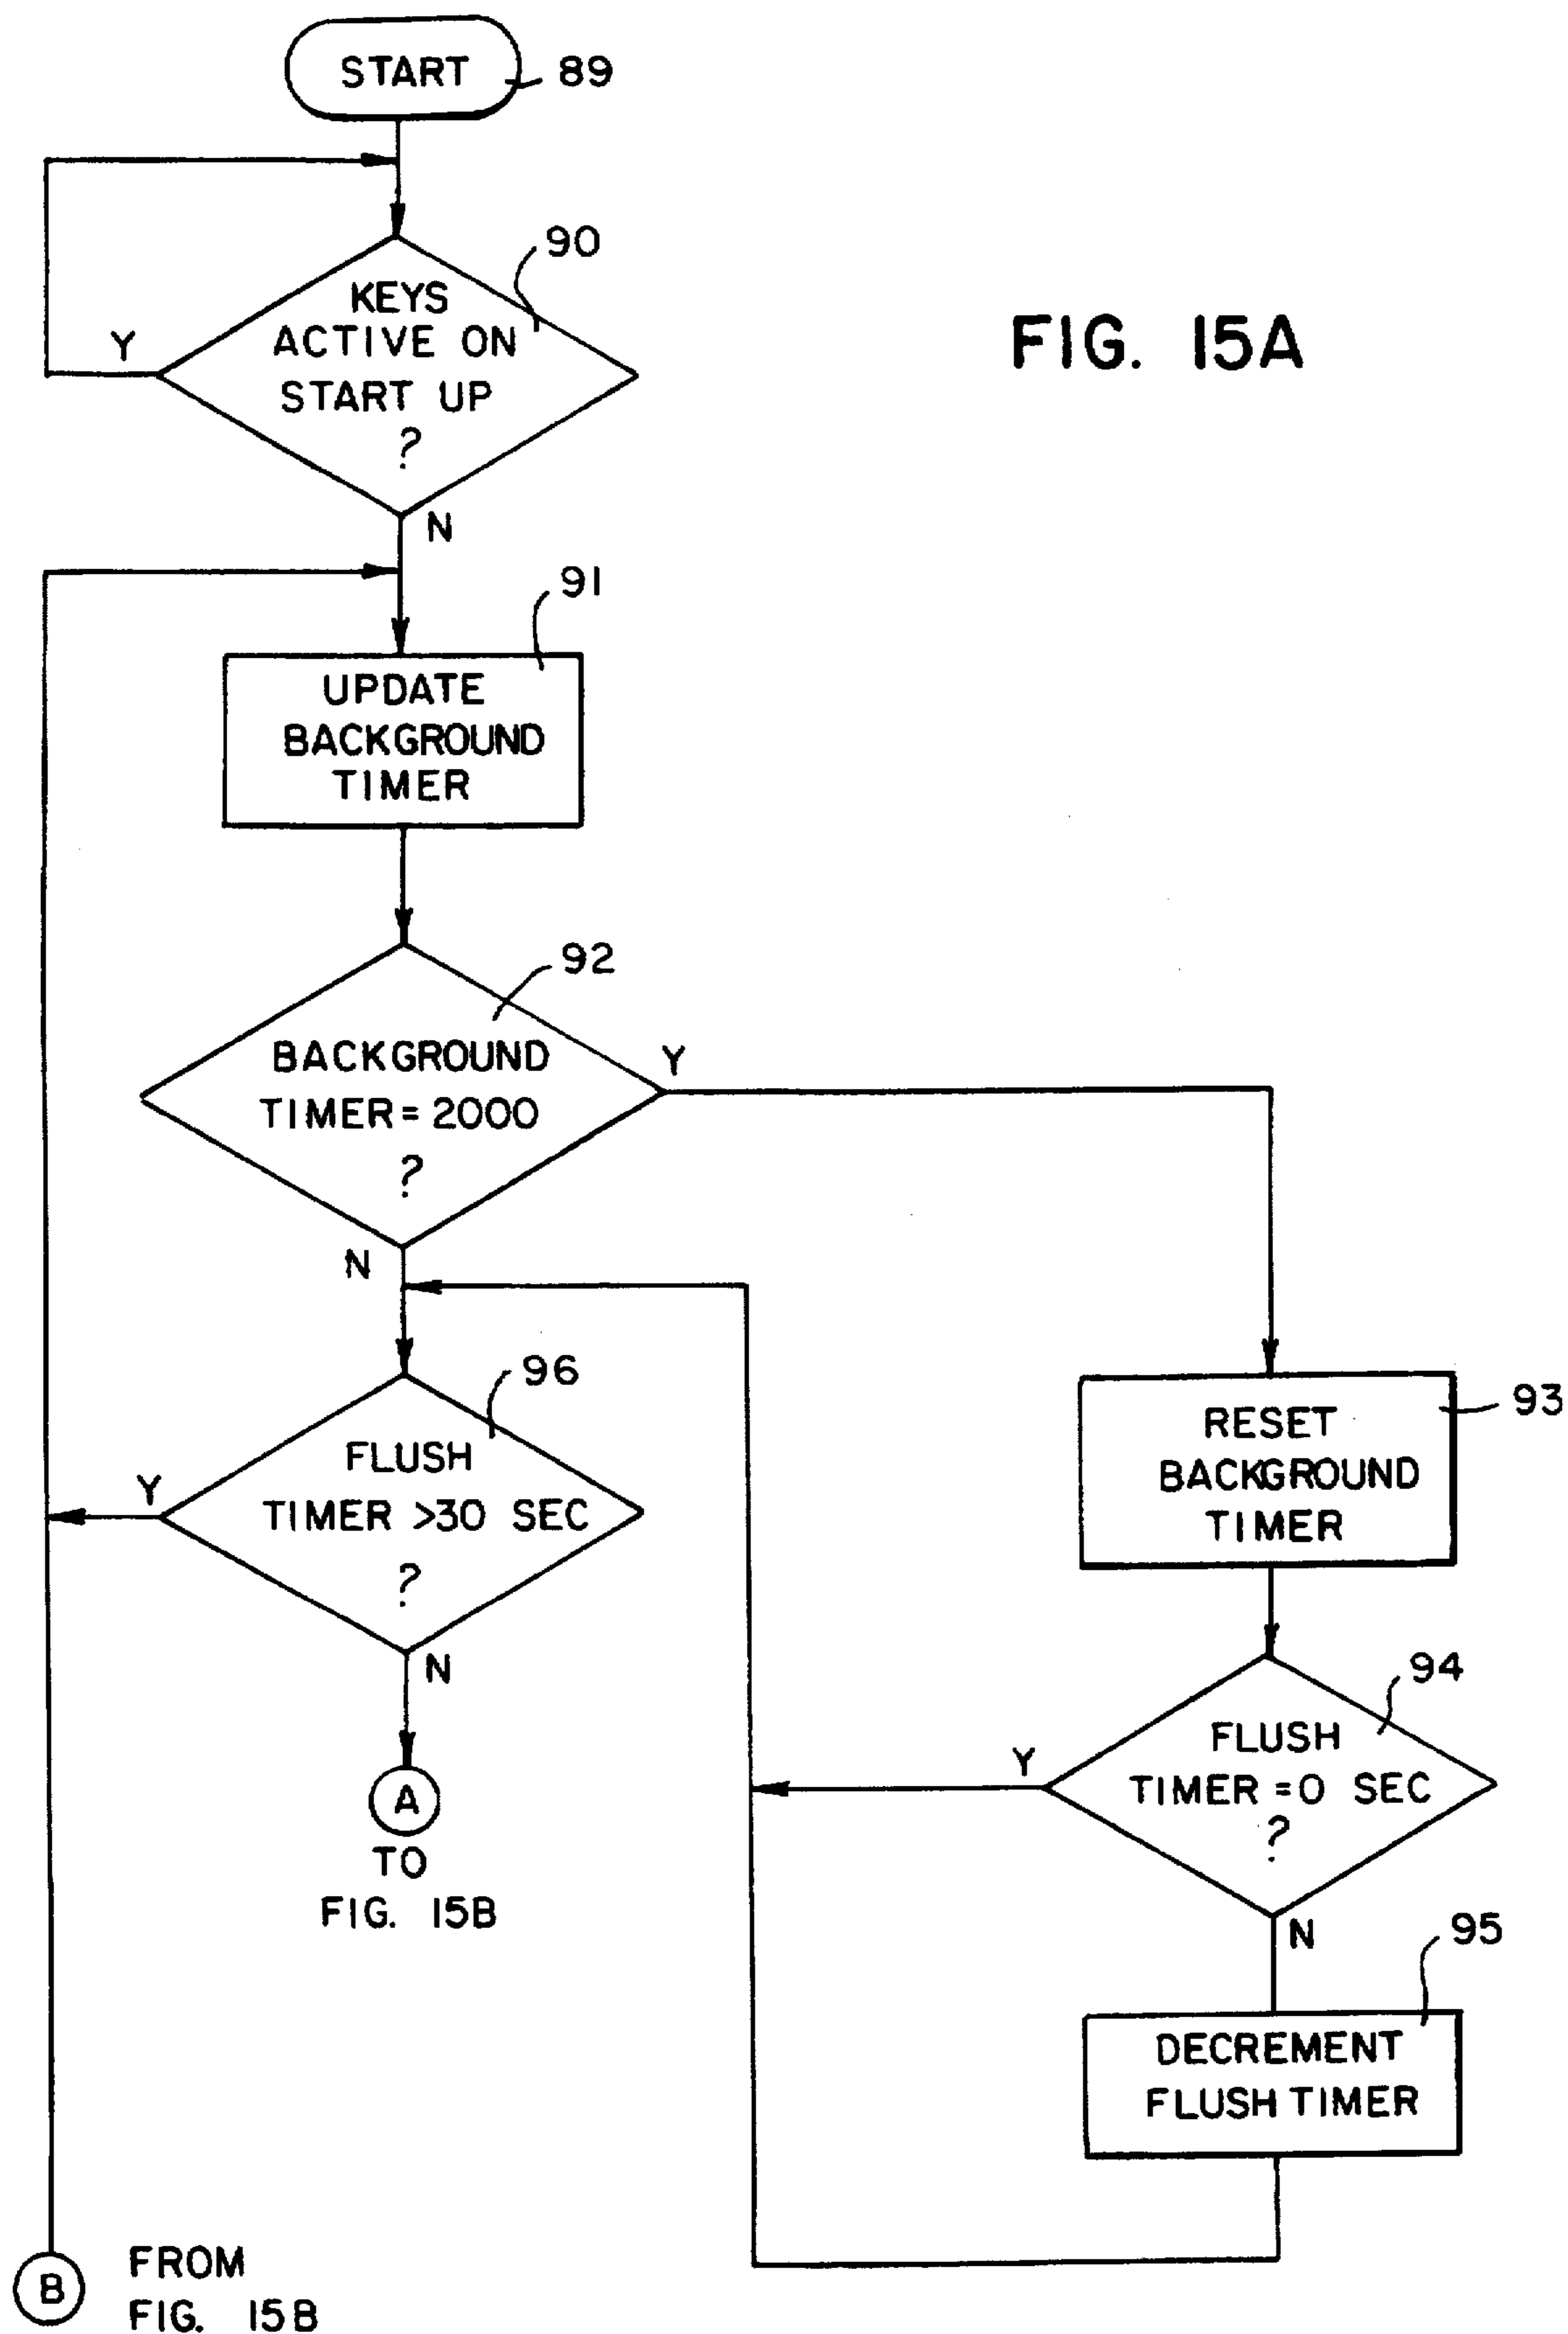 START
89
90
KEYS
ACTIVE ON
START UP
?
Y
N
FIG. 15A
91
UPDATE
BACKGROUND
TIMER
92
BACKGROUND
TIMER = 2000
?
Y
N
96
FLUSH
TIMER >30 SEC
?
Y
N
A
TO
FIG. 15B
93
RESET
BACKGROUND
TIMER
94
FLUSH
TIMER = 0 SEC
?
Y
N
95
DECREMENT
FLUSH TIMER
B
FROM
FIG. 15B